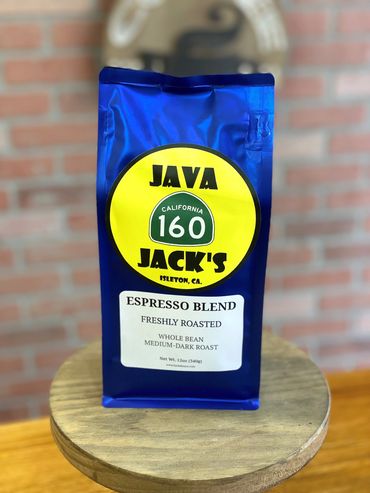 JAVA
CALIFORNIA
160
JACK'S
ISLETON, CA.
ESPRESSO BLEND
FRESHLY ROASTED
WHOLE BEAN
MEDIUM-DARK ROAST
Net Wt. 12oz (340g)